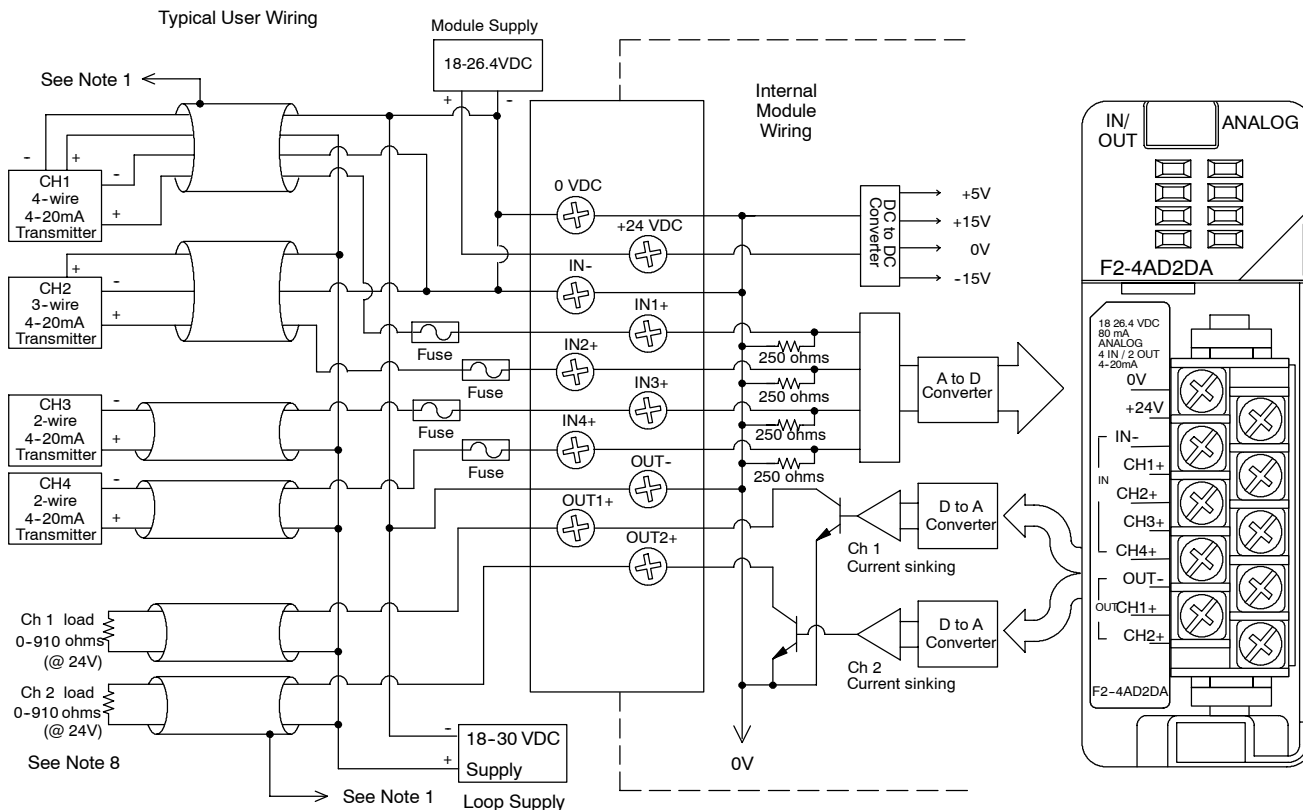 Typical User Wiring
Module Supply
18-26.4VDC
+ -
See Note 1
Internal
Module
Wiring
- + -
+
CH1
4-wire
4-20mA
Transmitter
+
-
+
CH2
3-wire
4-20mA
Transmitter
-
+
CH3
2-wire
4-20mA
Transmitter
-
+
CH4
2-wire
4-20mA
Transmitter
Fuse
Fuse
Fuse
Fuse
0 VDC
+24 VDC
IN-
IN1+
IN2+
IN3+
IN4+
OUT-
OUT1+
OUT2+
DC to DC
Converter
+5V
+15V
0V
-15V
250 ohms
250 ohms
250 ohms
250 ohms
A to D
Converter
D to A
Converter
Ch 1
Current sinking
D to A
Converter
Ch 2
Current sinking
0V
Ch 1 load
0-910 ohms
(@ 24V)
Ch 2 load
0-910 ohms
(@ 24V)
See Note 8
See Note 1
-
+
18-30 VDC
Supply
Loop Supply
IN/
OUT
ANALOG
F2-4AD2DA
18 26.4 VDC
80 mA
ANALOG
4 IN / 2 OUT
4-20mA
0V
+24V
IN-
CH1+
IN
CH2+
CH3+
CH4+
OUT-
OUT
CH1+
CH2+
F2-4AD2DA